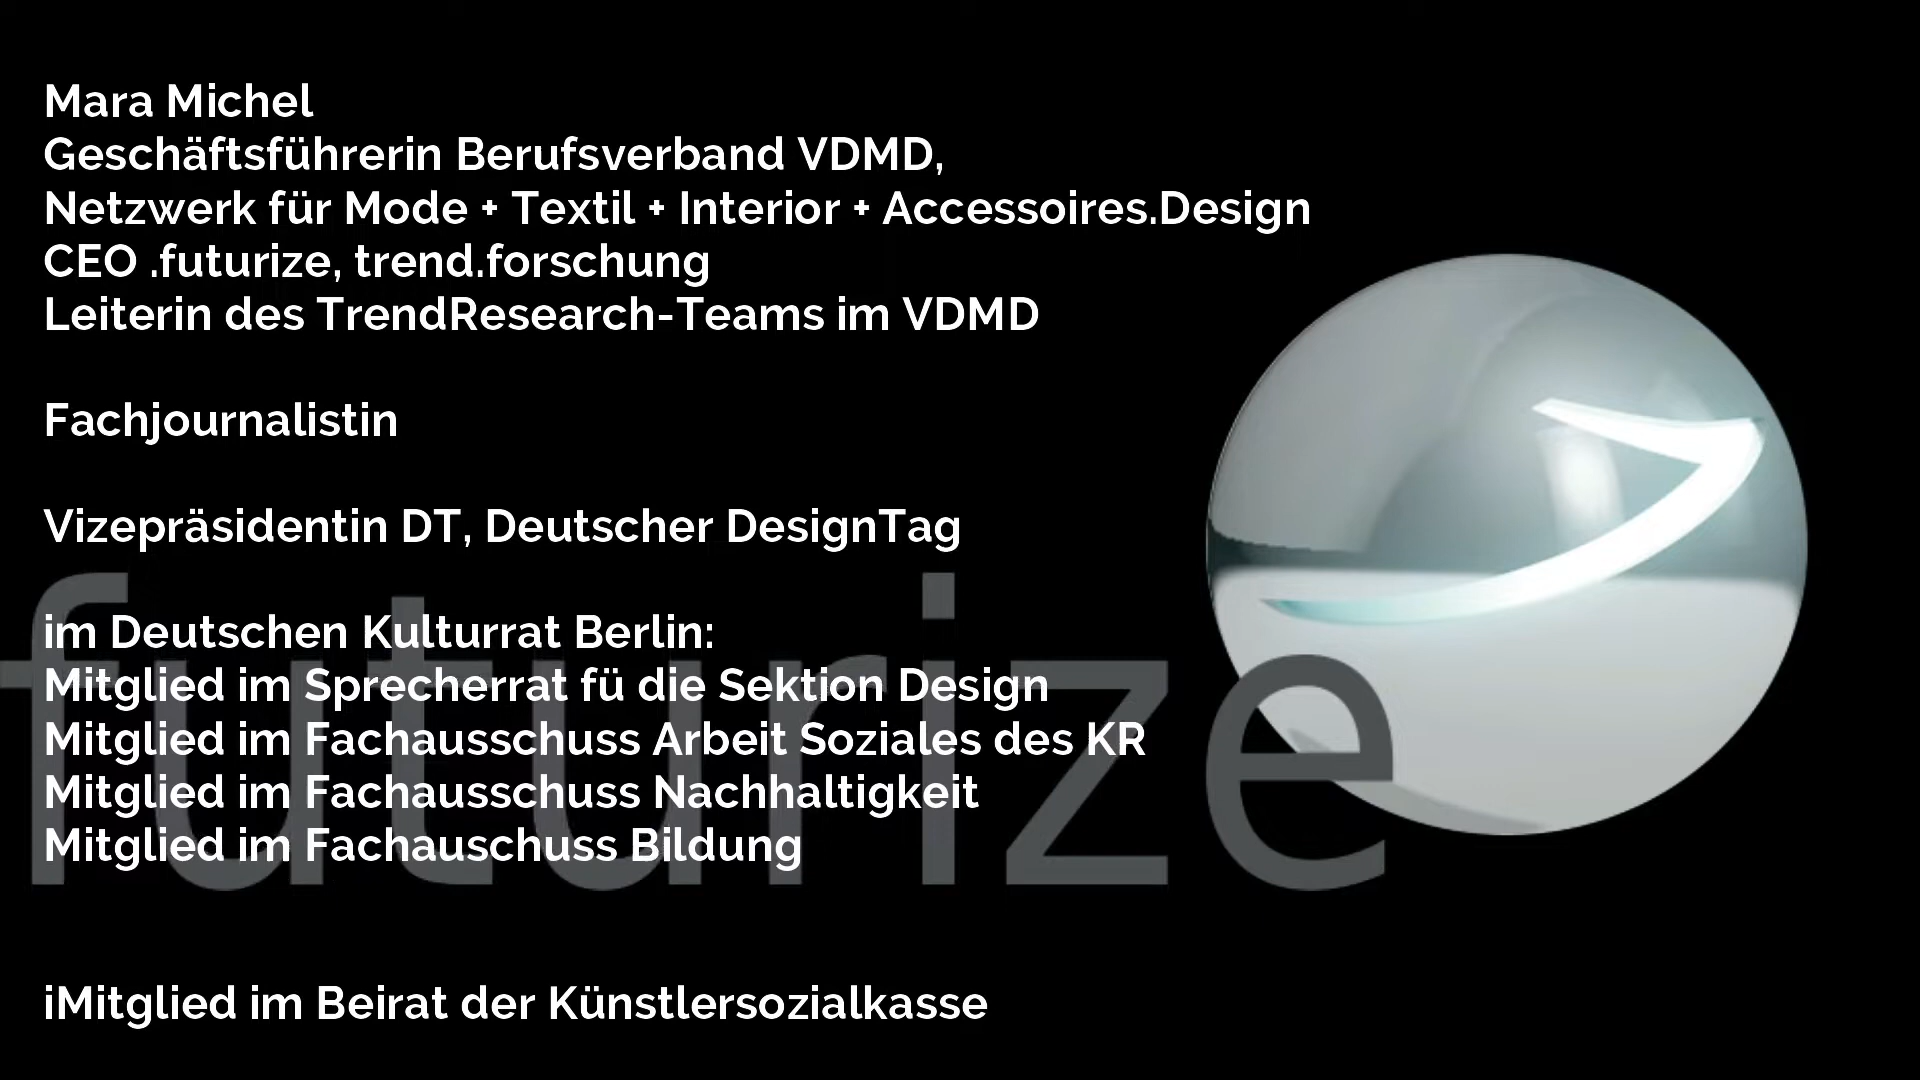 Mara Michel
Geschäftsführerin Berufsverband VDMD,
Netzwerk für Mode + Textil + Interior + Accessoires.Design
CEO .futurize, trend.forschung
Leiterin des TrendResearch-Teams im VDMD
Fachjournalistin
Vizepräsidentin DT, Deutscher DesignTag
im Deutschen Kulturrat Berlin:
Mitglied im Sprecherrat fü die Sektion Design
Mitglied im Fachausschuss Arbeit Soziales des KR
Mitglied im Fachausschuss Nachhaltigkeit
Mitglied im Fachauschuss Bildung
futurize
iMitglied im Beirat der Künstlersozialkasse